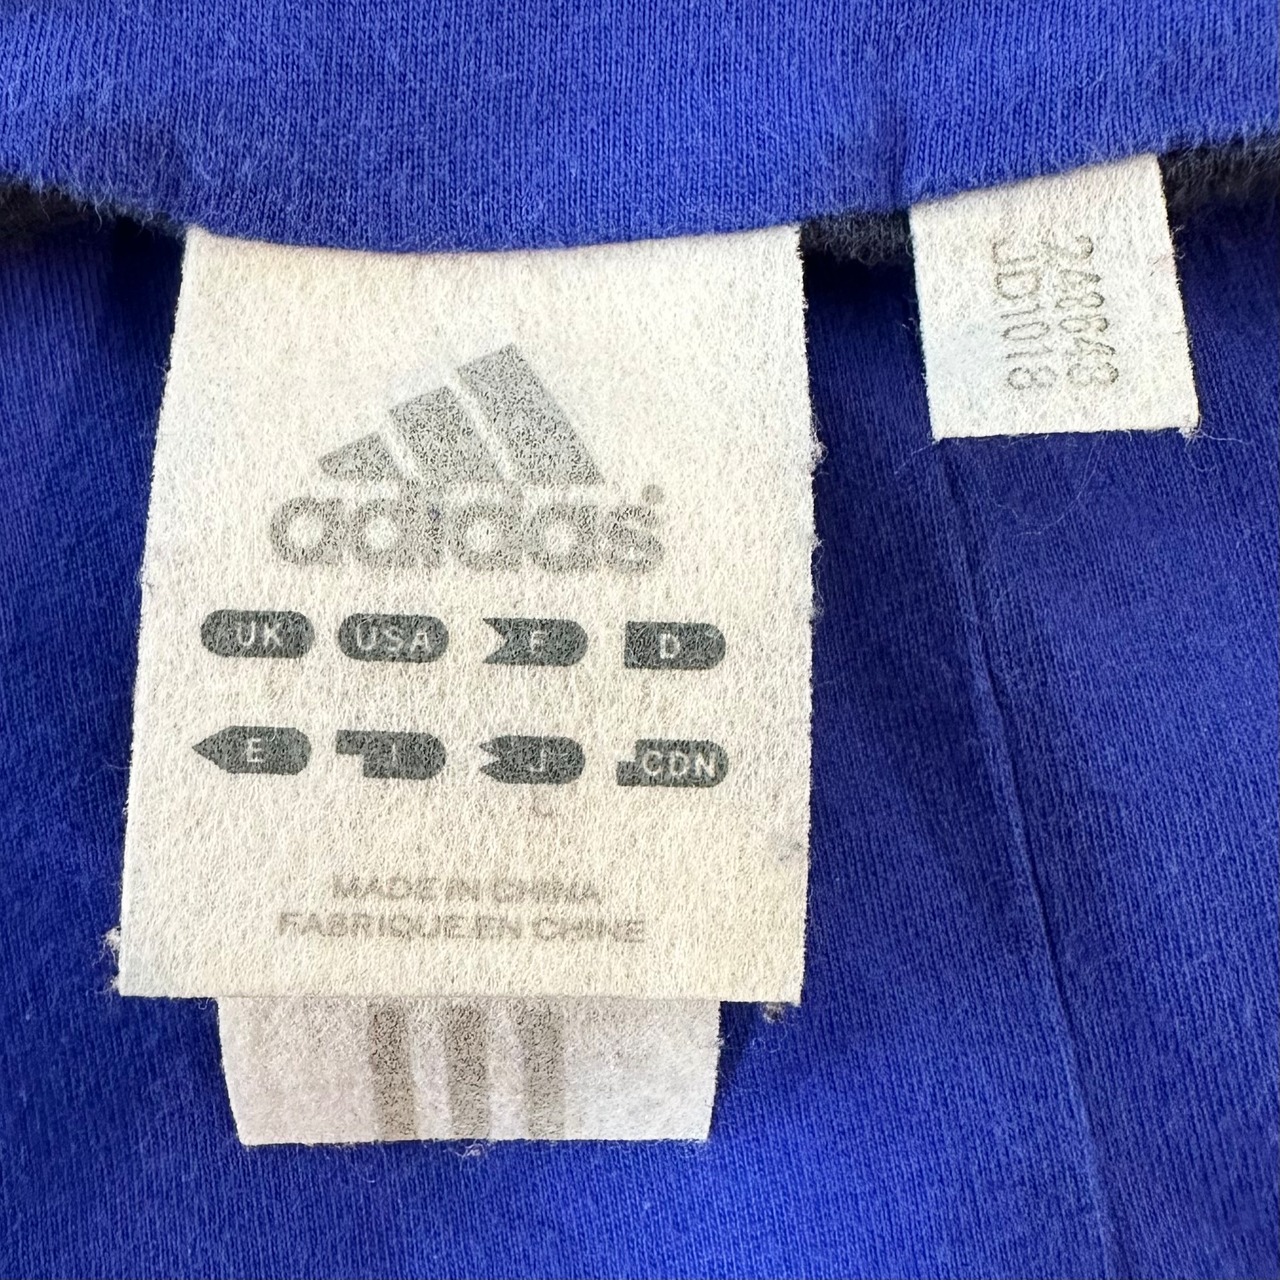 adidas®
UK USA F D
E I J CDN
MADE IN CHINA
FABRIQUE EN CHINE
JD1018